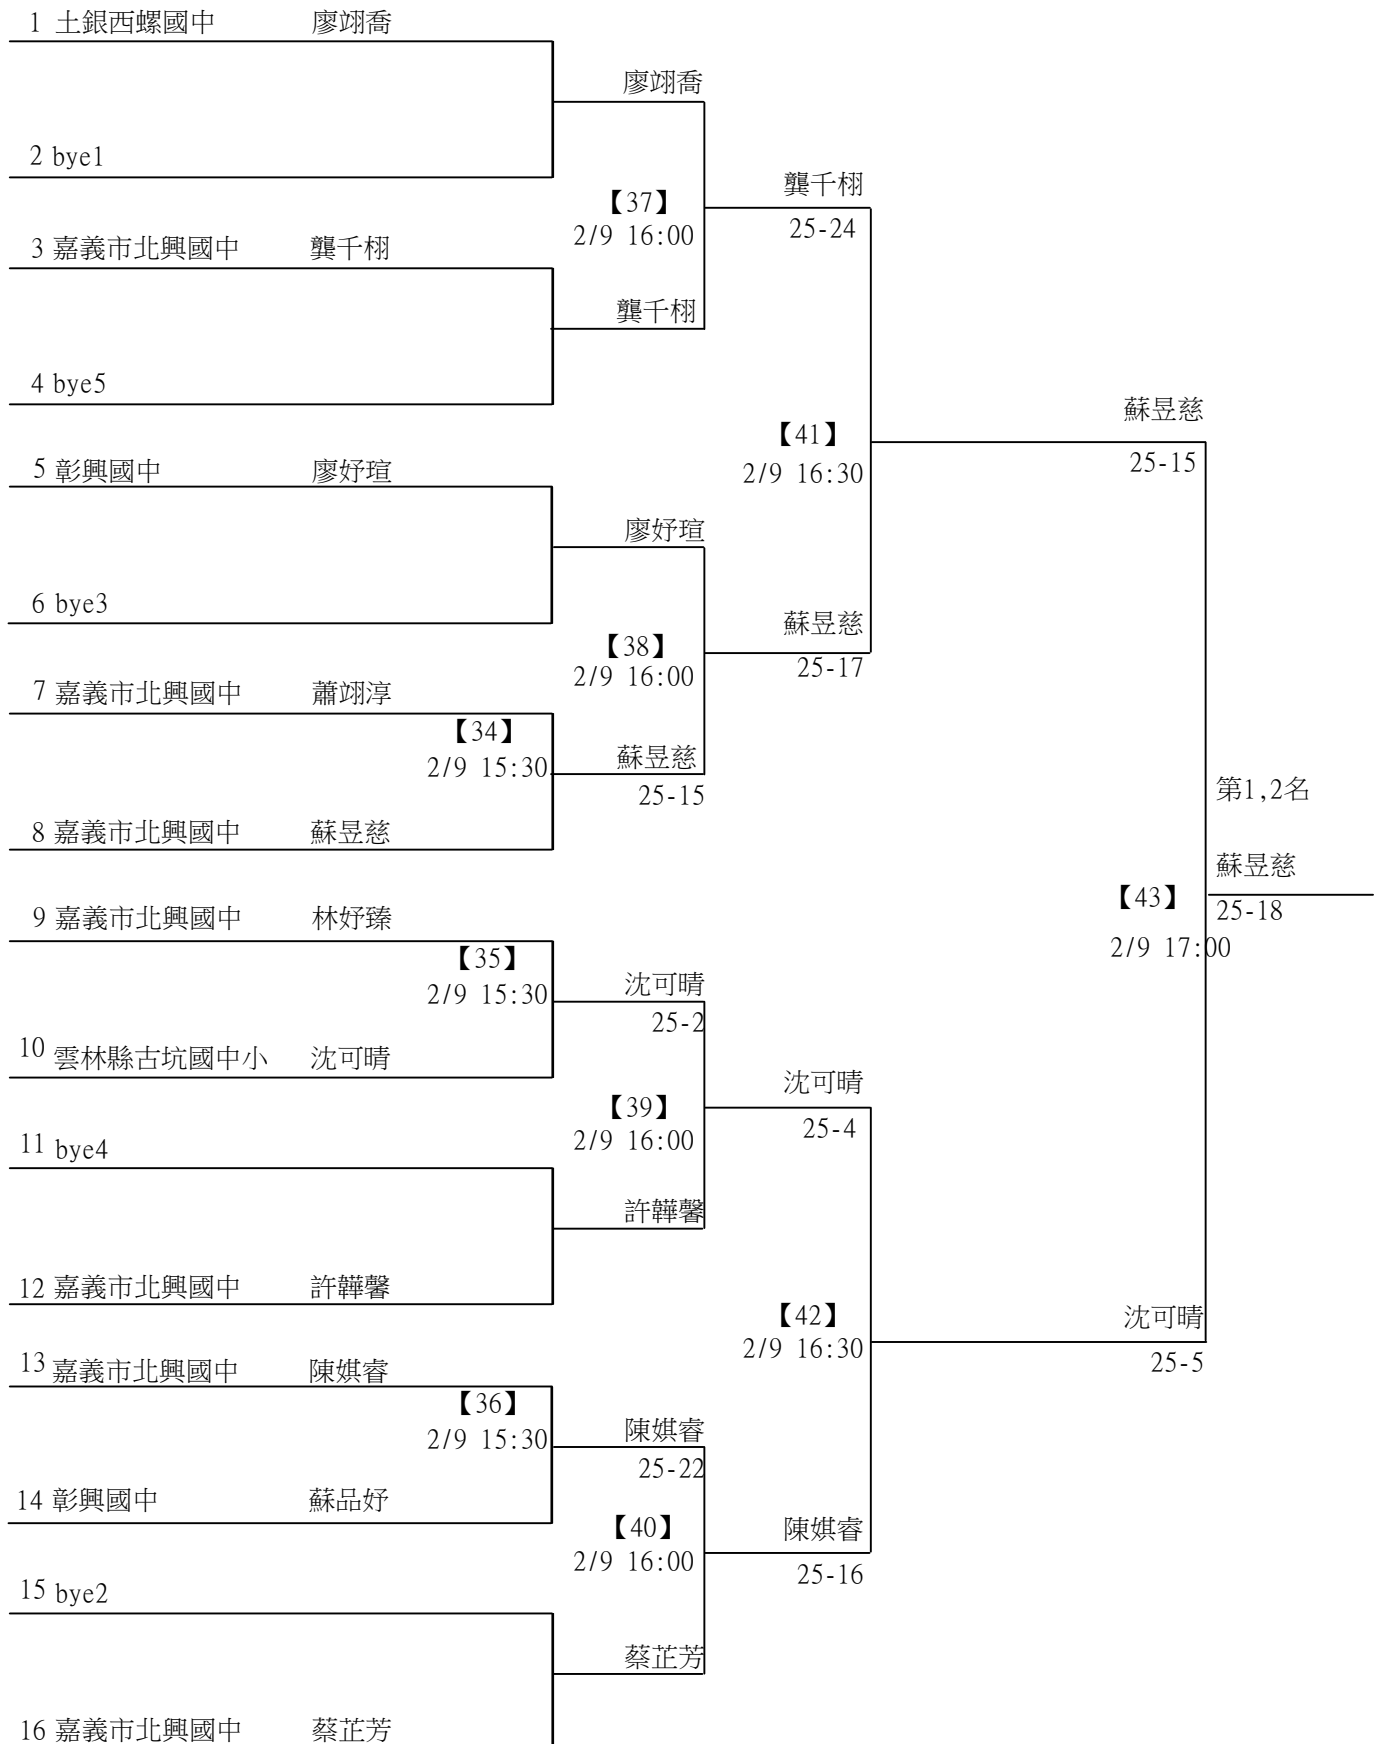 1 土銀西螺國中 廖翊喬
廖翊喬
2 bye1
【37】
2/9 16:00
龔千栩
25-24
3 嘉義市北興國中 龔千栩
龔千栩
4 bye5
【41】
2/9 16:30
蘇昱慈
25-15
5 彰興國中 廖妤瑄
廖妤瑄
6 bye3
【38】
2/9 16:00
蘇昱慈
25-17
7 嘉義市北興國中 蕭翊淳
【34】
2/9 15:30
蘇昱慈
25-15
8 嘉義市北興國中 蘇昱慈
第1,2名
蘇昱慈
25-18
【43】
2/9 17:00
9 嘉義市北興國中 林妤臻
【35】
2/9 15:30
沈可晴
25-2
10 雲林縣古坑國中小 沈可晴
【39】
2/9 16:00
沈可晴
25-4
11 bye4
許韡馨
12 嘉義市北興國中 許韡馨
【42】
2/9 16:30
沈可晴
25-5
13 嘉義市北興國中 陳娸睿
【36】
2/9 15:30
陳娸睿
25-22
14 彰興國中 蘇品妤
【40】
2/9 16:00
陳娸睿
25-16
15 bye2
蔡芷芳
16 嘉義市北興國中 蔡芷芳